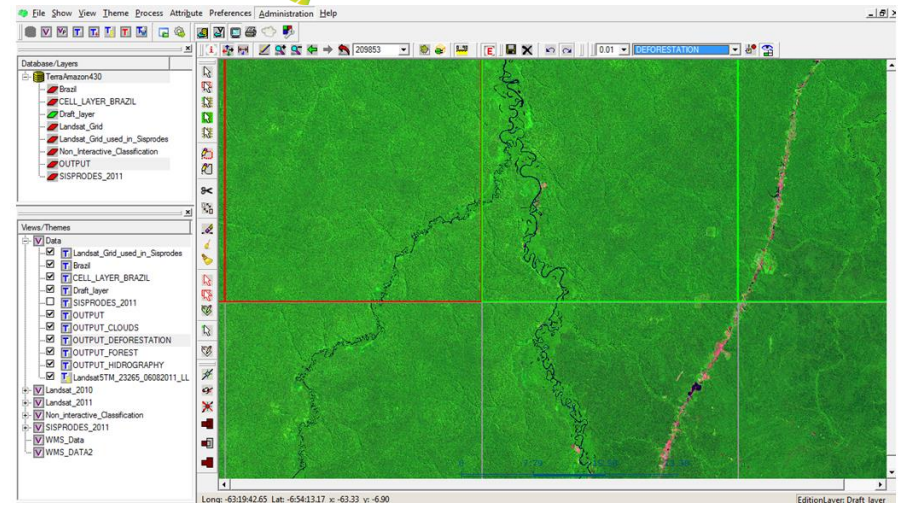 File Show View Theme Process Attribute Preferences Administration Help
209853
0.01
DEFORESTATION
Database/Layers
TerraAmazon430
Brazil
CELL_LAYER_BRAZIL
Draft_layer
Landsat_Grid
Landsat_Grid_used_in_Sisprodes
Non_Interactive_Classification
OUTPUT
SISPRODES_2011
Views/Themes
Data
Landsat_Grid_used_in_Sisprodes
Brazil
CELL_LAYER_BRAZIL
Draft_layer
SISPRODES_2011
OUTPUT
OUTPUT_CLOUDS
OUTPUT_DEFORESTATION
OUTPUT_FOREST
OUTPUT_HIDROGRAPHY
Landsat5TM_23265_06082011_LL
Landsat_2010
Landsat_2011
Non_interactive_Classification
SISPRODES_2011
WMS_Data
WMS_DATA2
Long: -63:19:42.65 Lat: -6:54:13.17 x: -63.33 y: -6.90
EditionLayer: Draft_layer